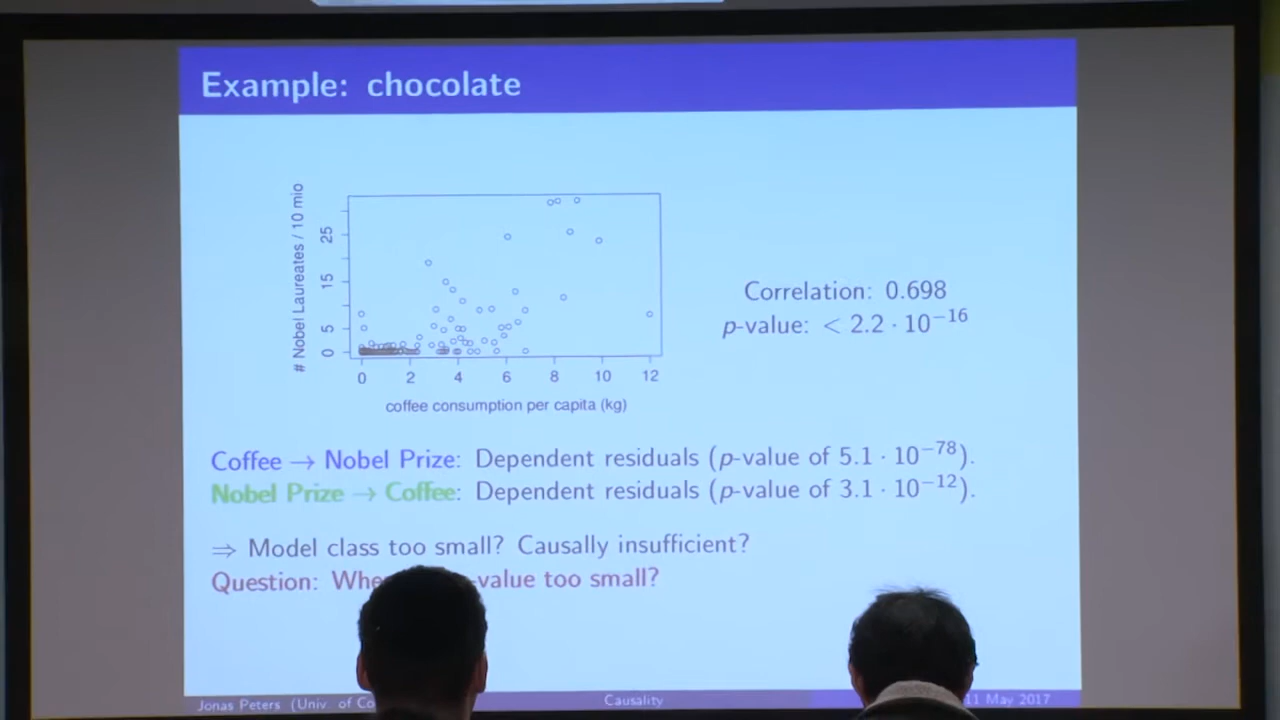 Example: chocolate
# Nobel Laureates / 10 mio
25
15
5
0
0 2 4 6 8 10 12
coffee consumption per capita (kg)
Correlation: 0.698
p-value: < 2.2 · 10⁻¹⁶
Coffee → Nobel Prize: Dependent residuals (p-value of 5.1 · 10⁻⁷⁸).
Nobel Prize → Coffee: Dependent residuals (p-value of 3.1 · 10⁻¹²).
⇒ Model class too small? Causally insufficient?
Question: -value too small?
Jonas Peters (Univ. of
Causality
11 May 2017